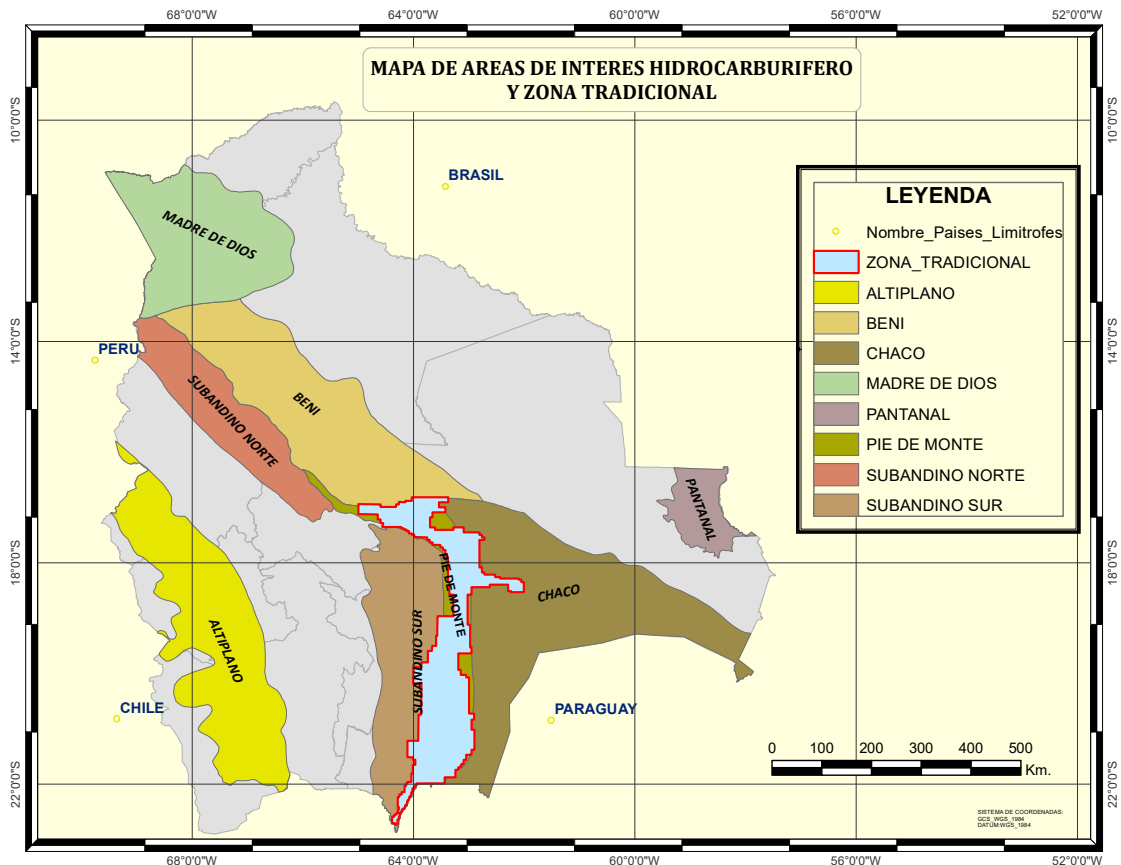 68°0'0"W 64°0'0"W 60°0'0"W 56°0'0"W 52°0'0"W
MAPA DE AREAS DE INTERES HIDROCARBURIFERO
Y ZONA TRADICIONAL
10°0'0"S 10°0'0"S
BRASIL
MADRE DE DIOS
LEYENDA
Nombre_Paises_Limitrofes
ZONA_TRADICIONAL
ALTIPLANO
BENI
CHACO
MADRE DE DIOS
PANTANAL
PIE DE MONTE
SUBANDINO NORTE
SUBANDINO SUR
14°0'0"S 14°0'0"S
PERU
SUBANDINO NORTE
BENI
PANTANAL
18°0'0"S 18°0'0"S
PIE DE MONTE
CHACO
ALTIPLANO
SUBANDINO SUR
CHILE
PARAGUAY
0 100 200 300 400 500
Km.
22°0'0"S 22°0'0"S
SISTEMA DE COORDENADAS:
GCS_WGS_1984
DATUM:WGS_1984
68°0'0"W 64°0'0"W 60°0'0"W 56°0'0"W 52°0'0"W